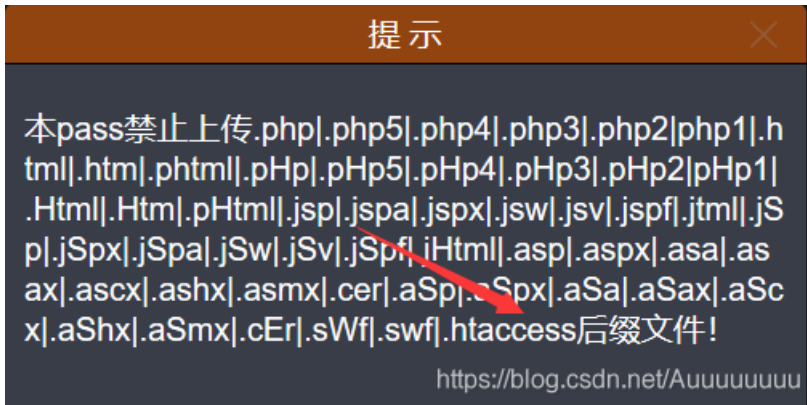 提示
本pass禁止上传.php|.php5|.php4|.php3|.php2|php1|.h
tml|.htm|.phtml|.pHp|.pHp5|.pHp4|.pHp3|.pHp2|pHp1|
.Html|.Htm|.pHtml|.jsp|.jspa|.jspx|.jsw|.jsv|.jspf|.jtml|.jS
p|.jSpx|.jSpa|.jSw|.jSv|.jSpf|.jHtml|.asp|.aspx|.asa|.as
ax|.ascx|.ashx|.asmx|.cer|.aSp|.aSpx|.aSa|.aSax|.aSc
x|.aShx|.aSmx|.cEr|.sWf|.swf|.htaccess后缀文件!
https://blog.csdn.net/Auuuuuuuu